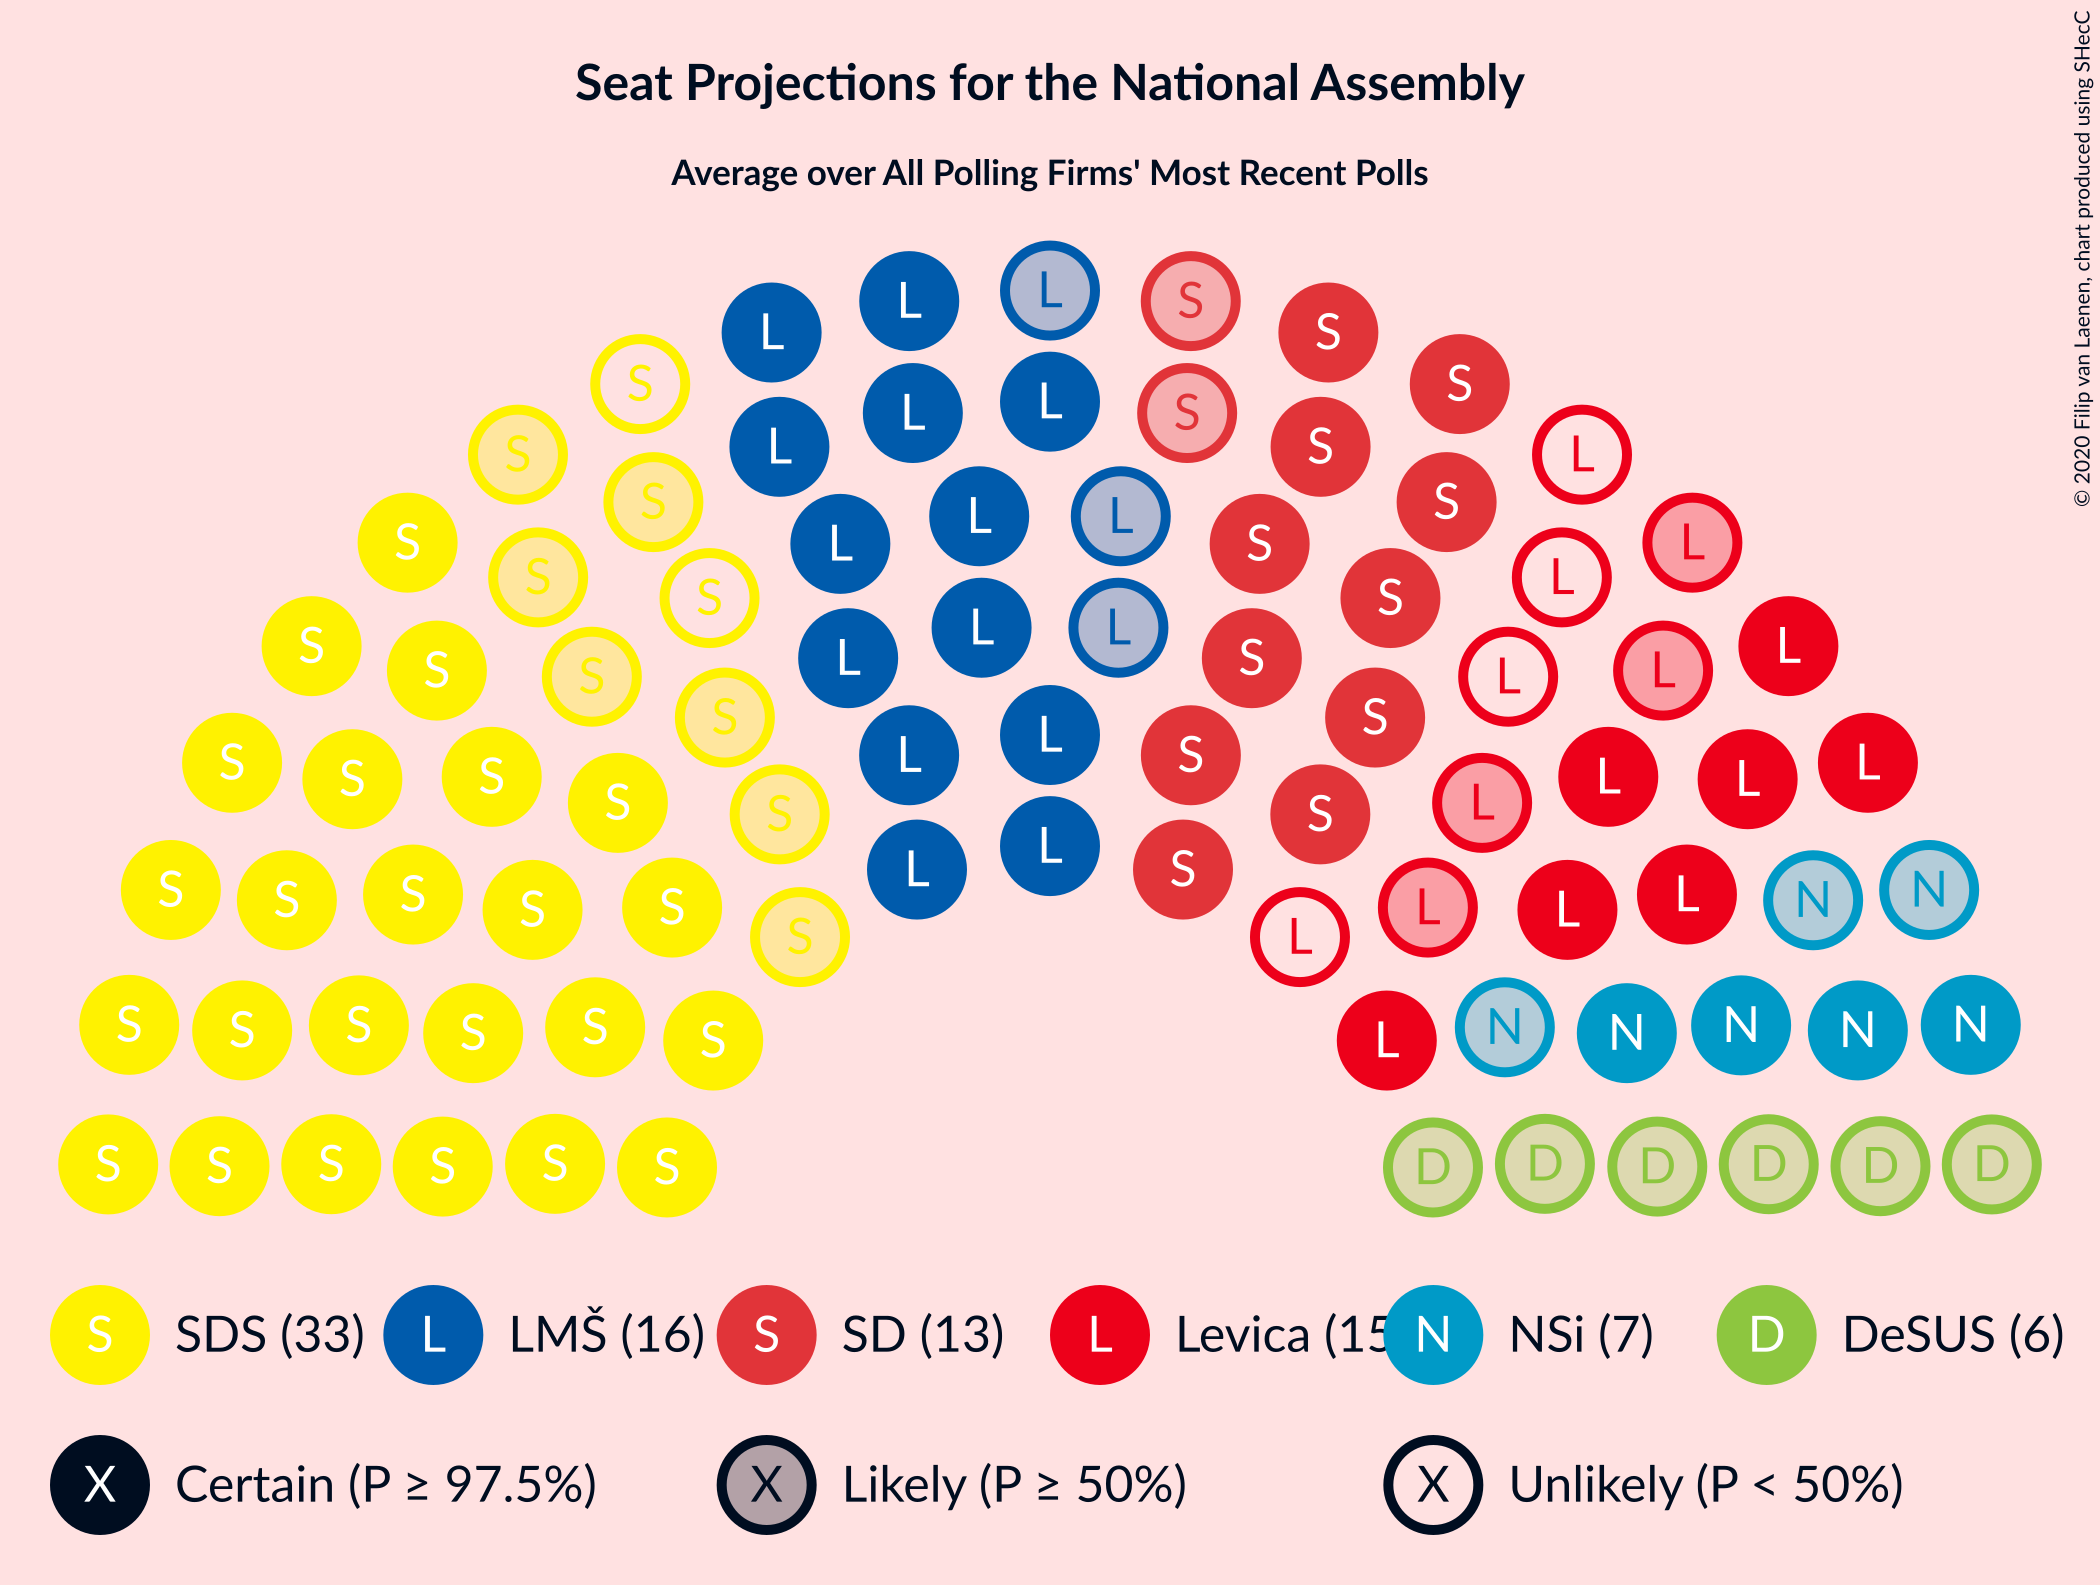 Seat Projections for the National Assembly
Average over All Polling Firms' Most Recent Polls
© 2020 Filip van Laenen, chart produced using SHecC
L L L S S
S L L L S S S L
S S L L L S S L L
S S S L L L S S L L
S S S L L S S L L L
S S S S S L L S S L L L L
S S S S S S L L S L L L L N N
S S S S S S L N N N N N
S S S S S S D D D D D D
S SDS (33) L LMŠ (16) S SD (13) L Levica (15 N NSi (7) D DeSUS (6)
X Certain (P ≥ 97.5%) X Likely (P ≥ 50%) X Unlikely (P < 50%)